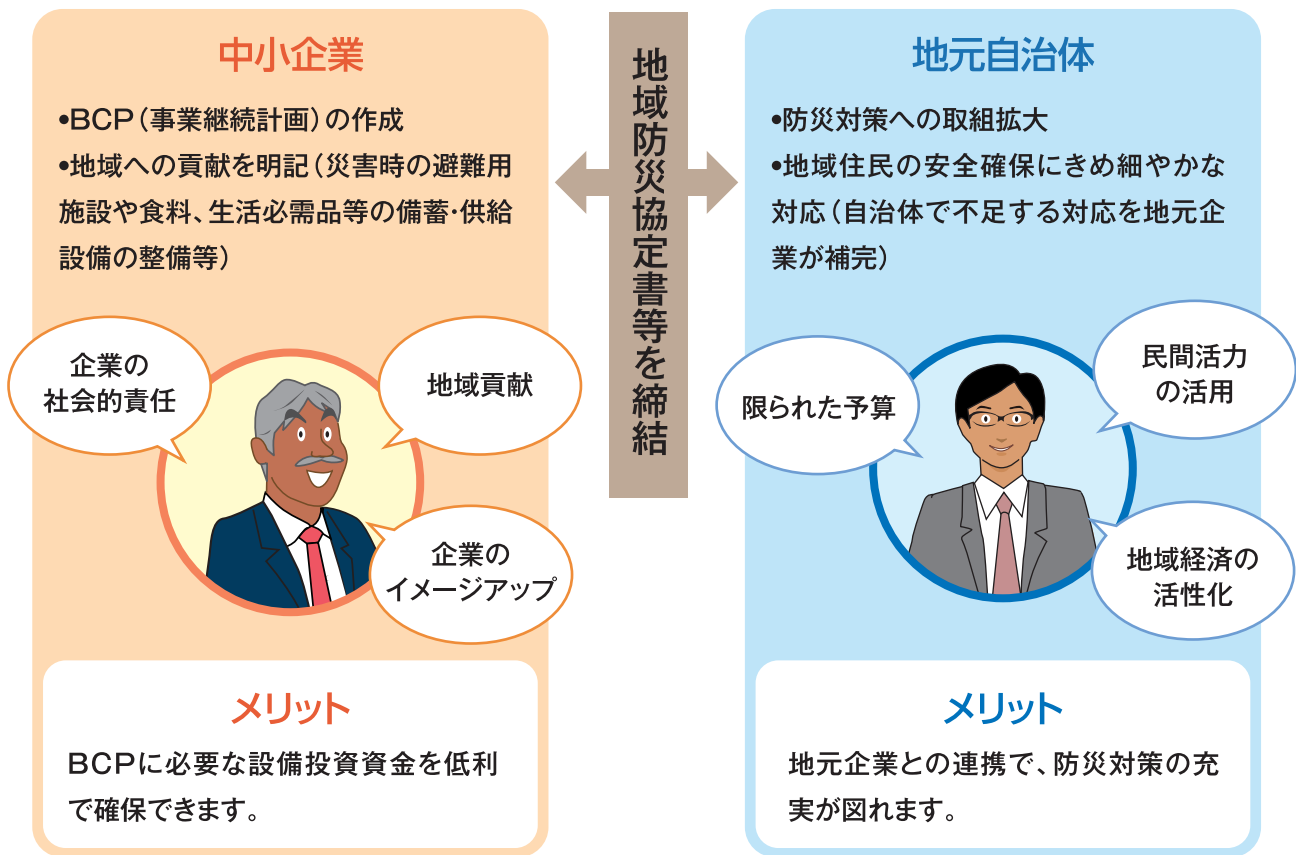 中小企業
•BCP（事業継続計画）の作成
•地域への貢献を明記（災害時の避難用
施設や食料、生活必需品等の備蓄・供給
設備の整備等）
企業の
社会的責任
地域貢献
企業の
イメージアップ
メリット
BCPに必要な設備投資資金を低利
で確保できます。
地域防災協定書等を締結
地元自治体
•防災対策への取組拡大
•地域住民の安全確保にきめ細やかな
対応（自治体で不足する対応を地元企
業が補完）
限られた予算
民間活力
の活用
地域経済の
活性化
メリット
地元企業との連携で、防災対策の充
実が図れます。